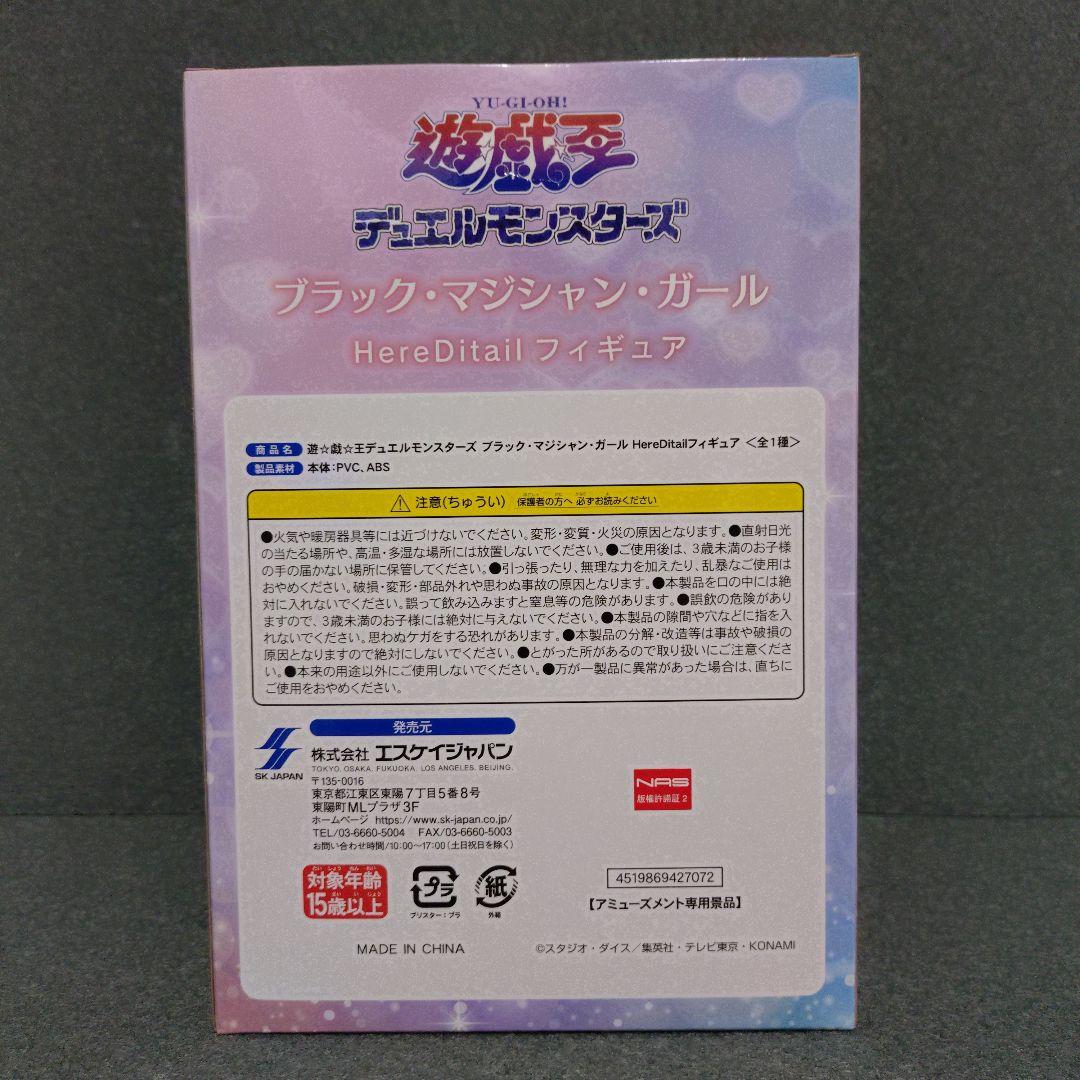 YU-GI-OH!
遊☆戯☆王
デュエルモンスターズ
ブラック・マジシャン・ガール
HereDitail フィギュア
商品名 遊☆戯☆王デュエルモンスターズ ブラック・マジシャン・ガール HereDitailフィギュア <全1種>
製品素材 本体:PVC、ABS
注意(ちゅうい) 保護者の方へ 必ずお読みください
●火気や暖房器具等には近づけないでください。変形・変質・火災の原因となります。●直射日光
の当たる場所や、高温・多湿な場所には放置しないでください。●ご使用後は、3歳未満のお子様
の手の届かない場所に保管してください。●引っ張ったり、無理な力を加えたり、乱暴なご使用は
おやめください。破損・変形・部品外れや思わぬ事故の原因となります。●本製品を口の中には絶
対に入れないでください。誤って飲み込みますと窒息等の危険があります。●誤飲の危険があり
ますので、3歳未満のお子様には絶対に与えないでください。●本製品の隙間や穴などに指を入
れないでください。思わぬケガをする恐れがあります。●本製品の分解・改造等は事故や破損の
原因となりますので絶対にしないでください。●とがった所があるので取り扱いにご注意くださ
い。●本来の用途以外にご使用しないでください。●万が一製品に異常があった場合は、直ちに
ご使用をおやめください。
発売元
SK JAPAN
株式会社 エスケイジャパン
TOKYO. OSAKA. FUKUOKA. LOS ANGELES. BEIJING.
〒135-0016
東京都江東区東陽7丁目5番8号
東陽町MLプラザ3F
ホームページ https://www.sk-japan.co.jp/
TEL/03-6660-5004 FAX/03-6660-5003
お問い合わせ時間/10:00~17:00(土日祝日を除く)
NAS
版権許諾証 2
たいしょうねんれい
対象年齢
15歳以上
プラ
ブリスター:プラ
紙
外箱
4519869427072
【アミューズメント専用景品】
MADE IN CHINA
©スタジオ・ダイス/集英社・テレビ東京・KONAMI